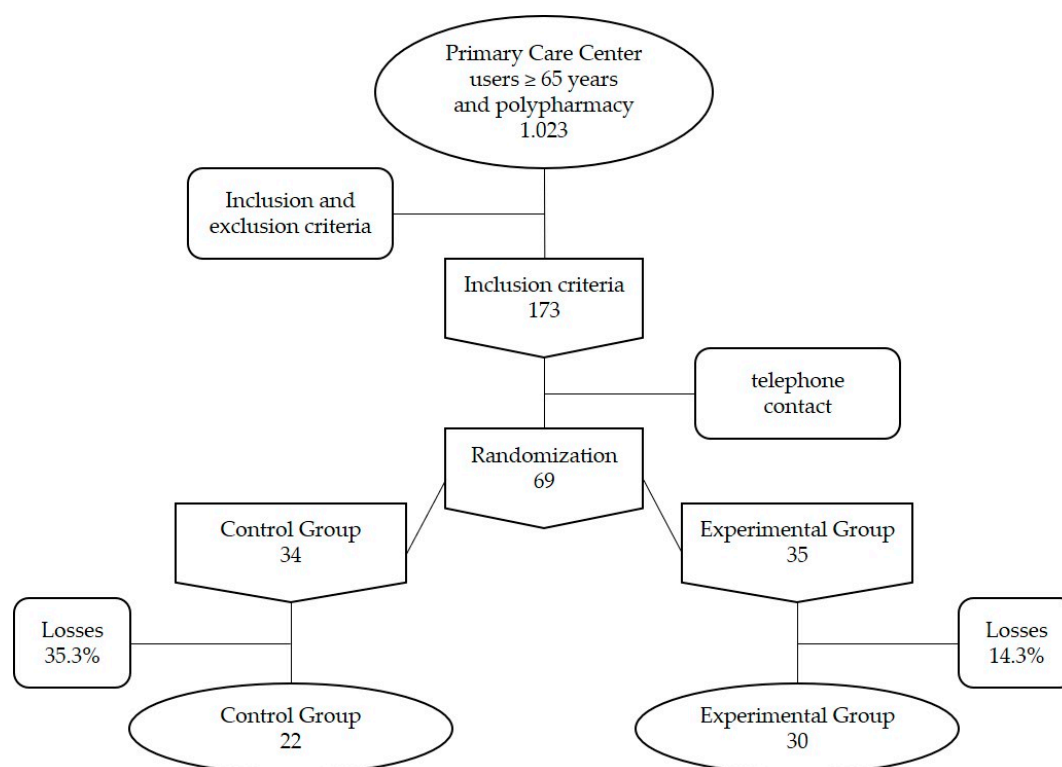 Primary Care Center
users ≥ 65 years
and polypharmacy
1.023
Inclusion and
exclusion criteria
Inclusion criteria
173
telephone
contact
Randomization
69
Control Group
34
Experimental Group
35
Losses
35.3%
Losses
14.3%
Control Group
22
Experimental Group
30